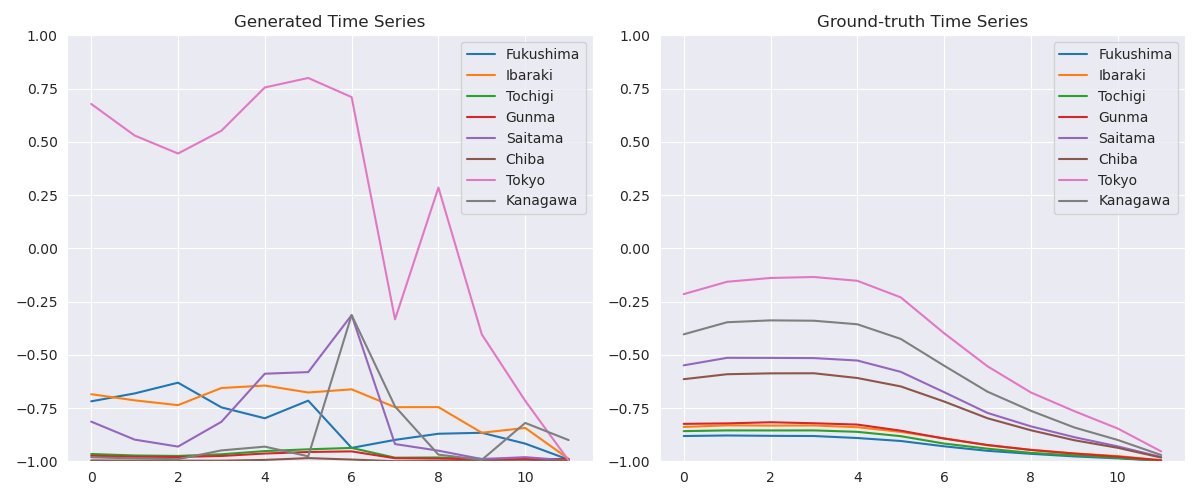 Generated Time Series
1.00
0.75
0.50
0.25
0.00
−0.25
−0.50
−0.75
−1.00
0 2 4 6 8 10
Fukushima
Ibaraki
Tochigi
Gunma
Saitama
Chiba
Tokyo
Kanagawa
Ground-truth Time Series
1.00
0.75
0.50
0.25
0.00
−0.25
−0.50
−0.75
−1.00
0 2 4 6 8 10
Fukushima
Ibaraki
Tochigi
Gunma
Saitama
Chiba
Tokyo
Kanagawa